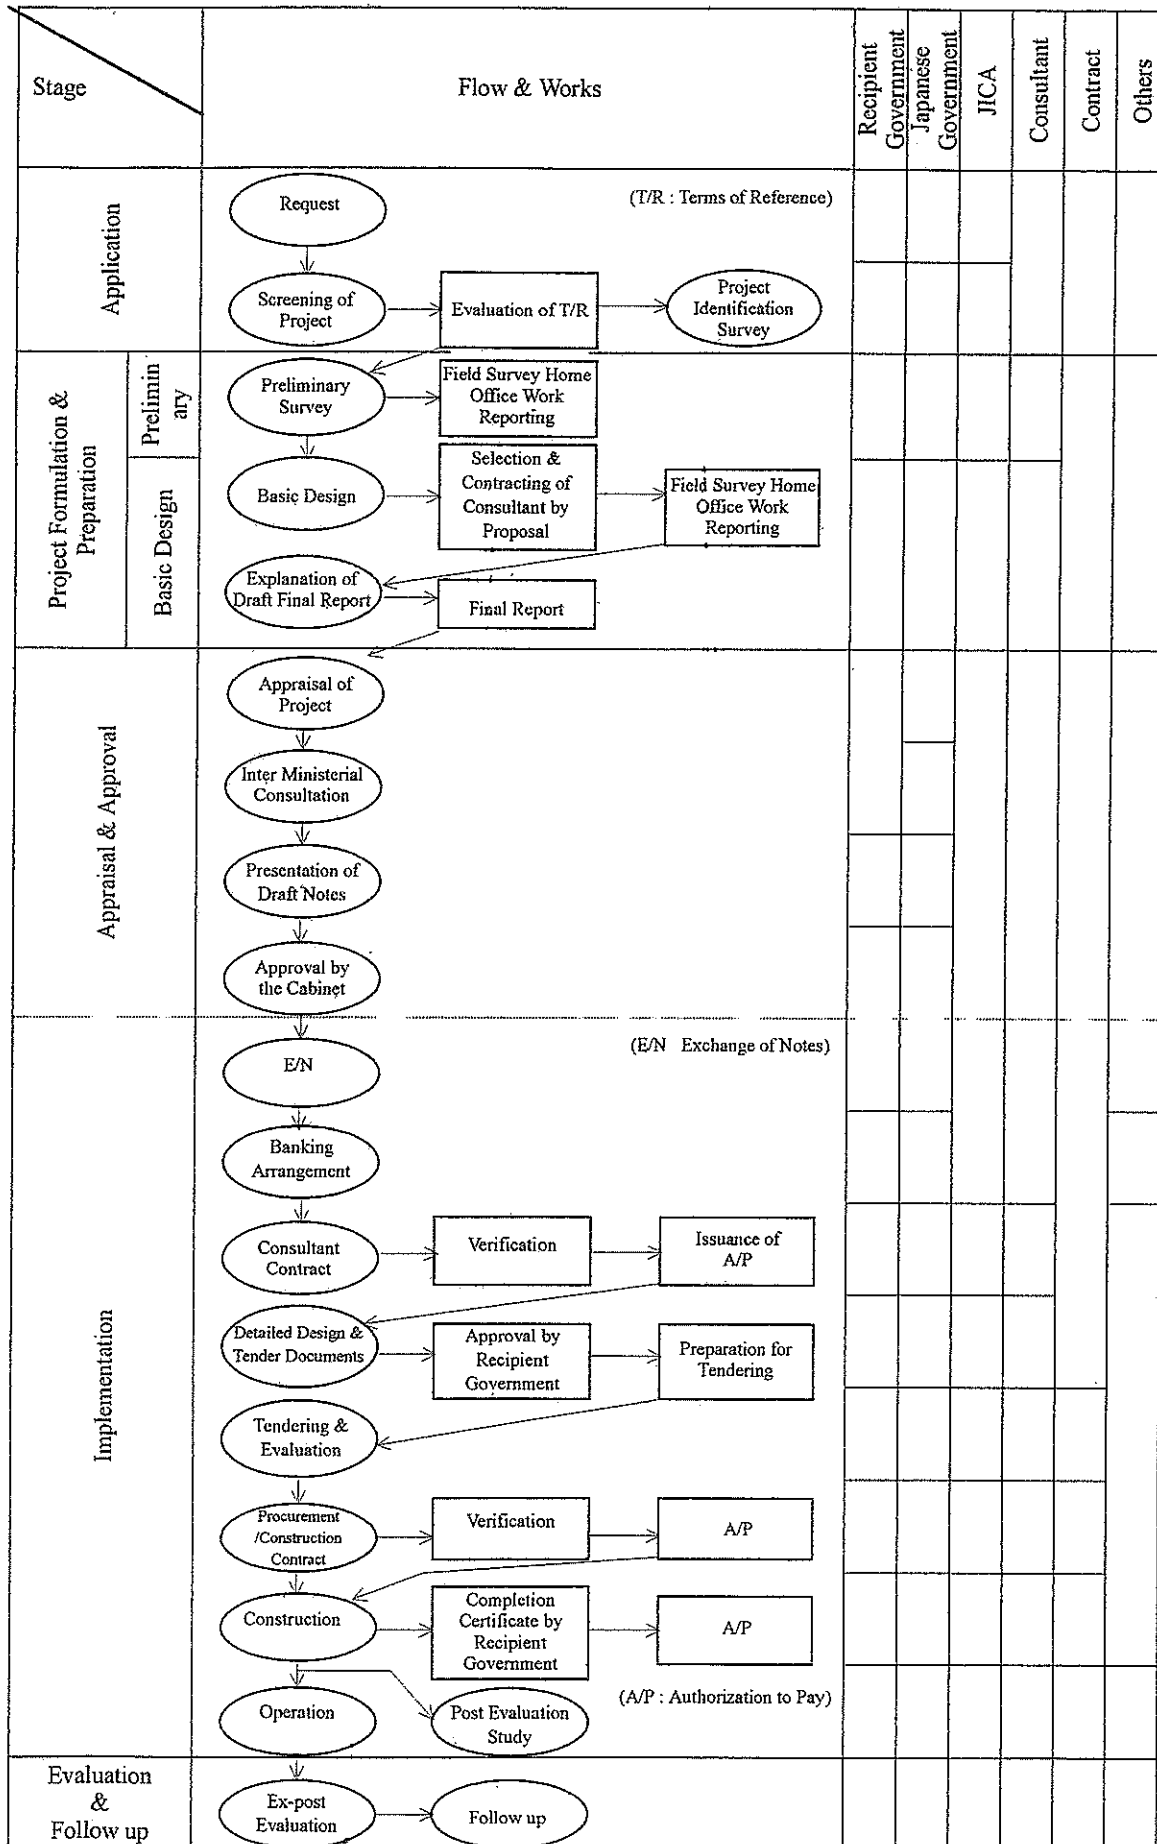 Stage
Flow & Works
Recipient
Government
Japanese
Government
JICA
Consultant
Contract
Others
Application
Request
(T/R : Terms of Reference)
Screening of
Project
Evaluation of T/R
Project
Identification
Survey
Project Formulation &
Preparation
Prelimin
ary
Preliminary
Survey
Field Survey Home
Office Work
Reporting
Basic Design
Basic Design
Selection &
Contracting of
Consultant by
Proposal
Field Survey Home
Office Work
Reporting
Explanation of
Draft Final Report
Final Report
Appraisal & Approval
Appraisal of
Project
Inter Ministerial
Consultation
Presentation of
Draft Notes
Approval by
the Cabinet
Implementation
E/N
(E/N Exchange of Notes)
Banking
Arrangement
Consultant
Contract
Verification
Issuance of
A/P
Detailed Design &
Tender Documents
Approval by
Recipient
Government
Preparation for
Tendering
Tendering &
Evaluation
Procurement
/Construction
Contract
Verification
A/P
Construction
Completion
Certificate by
Recipient
Government
A/P
(A/P : Authorization to Pay)
Operation
Post Evaluation
Study
Evaluation
&
Follow up
Ex-post
Evaluation
Follow up